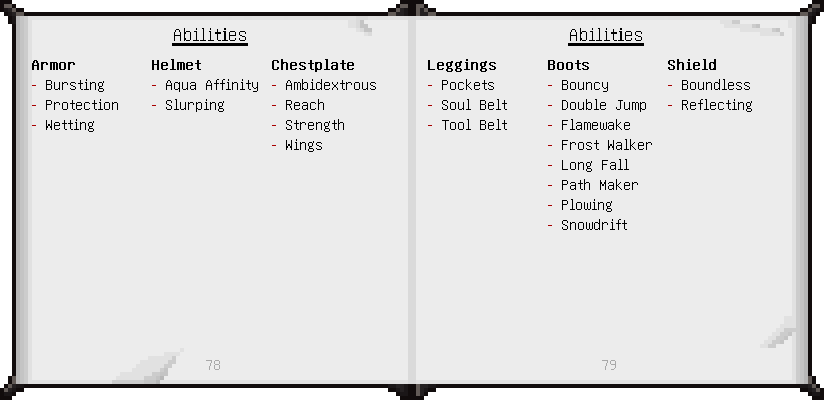 Abilities
Armor
- Bursting
- Protection
- Wetting
Helmet
- Aqua Affinity
- Slurping
Chestplate
- Ambidextrous
- Reach
- Strength
- Wings
78
Abilities
Leggings
- Pockets
- Soul Belt
- Tool Belt
Boots
- Bouncy
- Double Jump
- Flamewake
- Frost Walker
- Long Fall
- Path Maker
- Plowing
- Snowdrift
Shield
- Boundless
- Reflecting
79